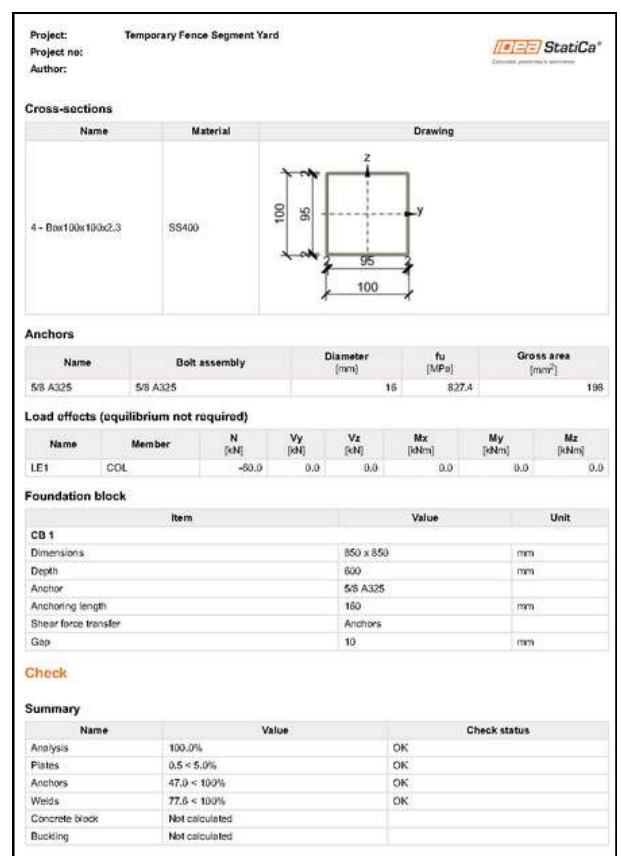 Project: Temporary Fence Segment Yard
Project no:
Author:
IDEA StatiCa®
Calculate yesterday's estimates
Cross-sections
Name Material Drawing
4 - Box100x100x2.3 SS400
z
y
100
95
2
2
2
2
95
100
Anchors
Name Bolt assembly Diameter [mm] fu [MPa] Gross area [mm²]
5/8 A325 5/8 A325 16 827.4 198
Load effects (equilibrium not required)
Name Member N [kN] Vy [kN] Vz [kN] Mx [kNm] My [kNm] Mz [kNm]
LE1 COL -60.0 0.0 0.0 0.0 0.0 0.0
Foundation block
Item Value Unit
CB 1
Dimensions 850 x 850 mm
Depth 600 mm
Anchor 5/8 A325
Anchoring length 160 mm
Shear force transfer Anchors
Gap 10 mm
Check
Summary
Name Value Check status
Analysis 100.0% OK
Plates 0.5 < 5.0% OK
Anchors 47.0 < 100% OK
Welds 77.6 < 100% OK
Concrete block Not calculated
Buckling Not calculated